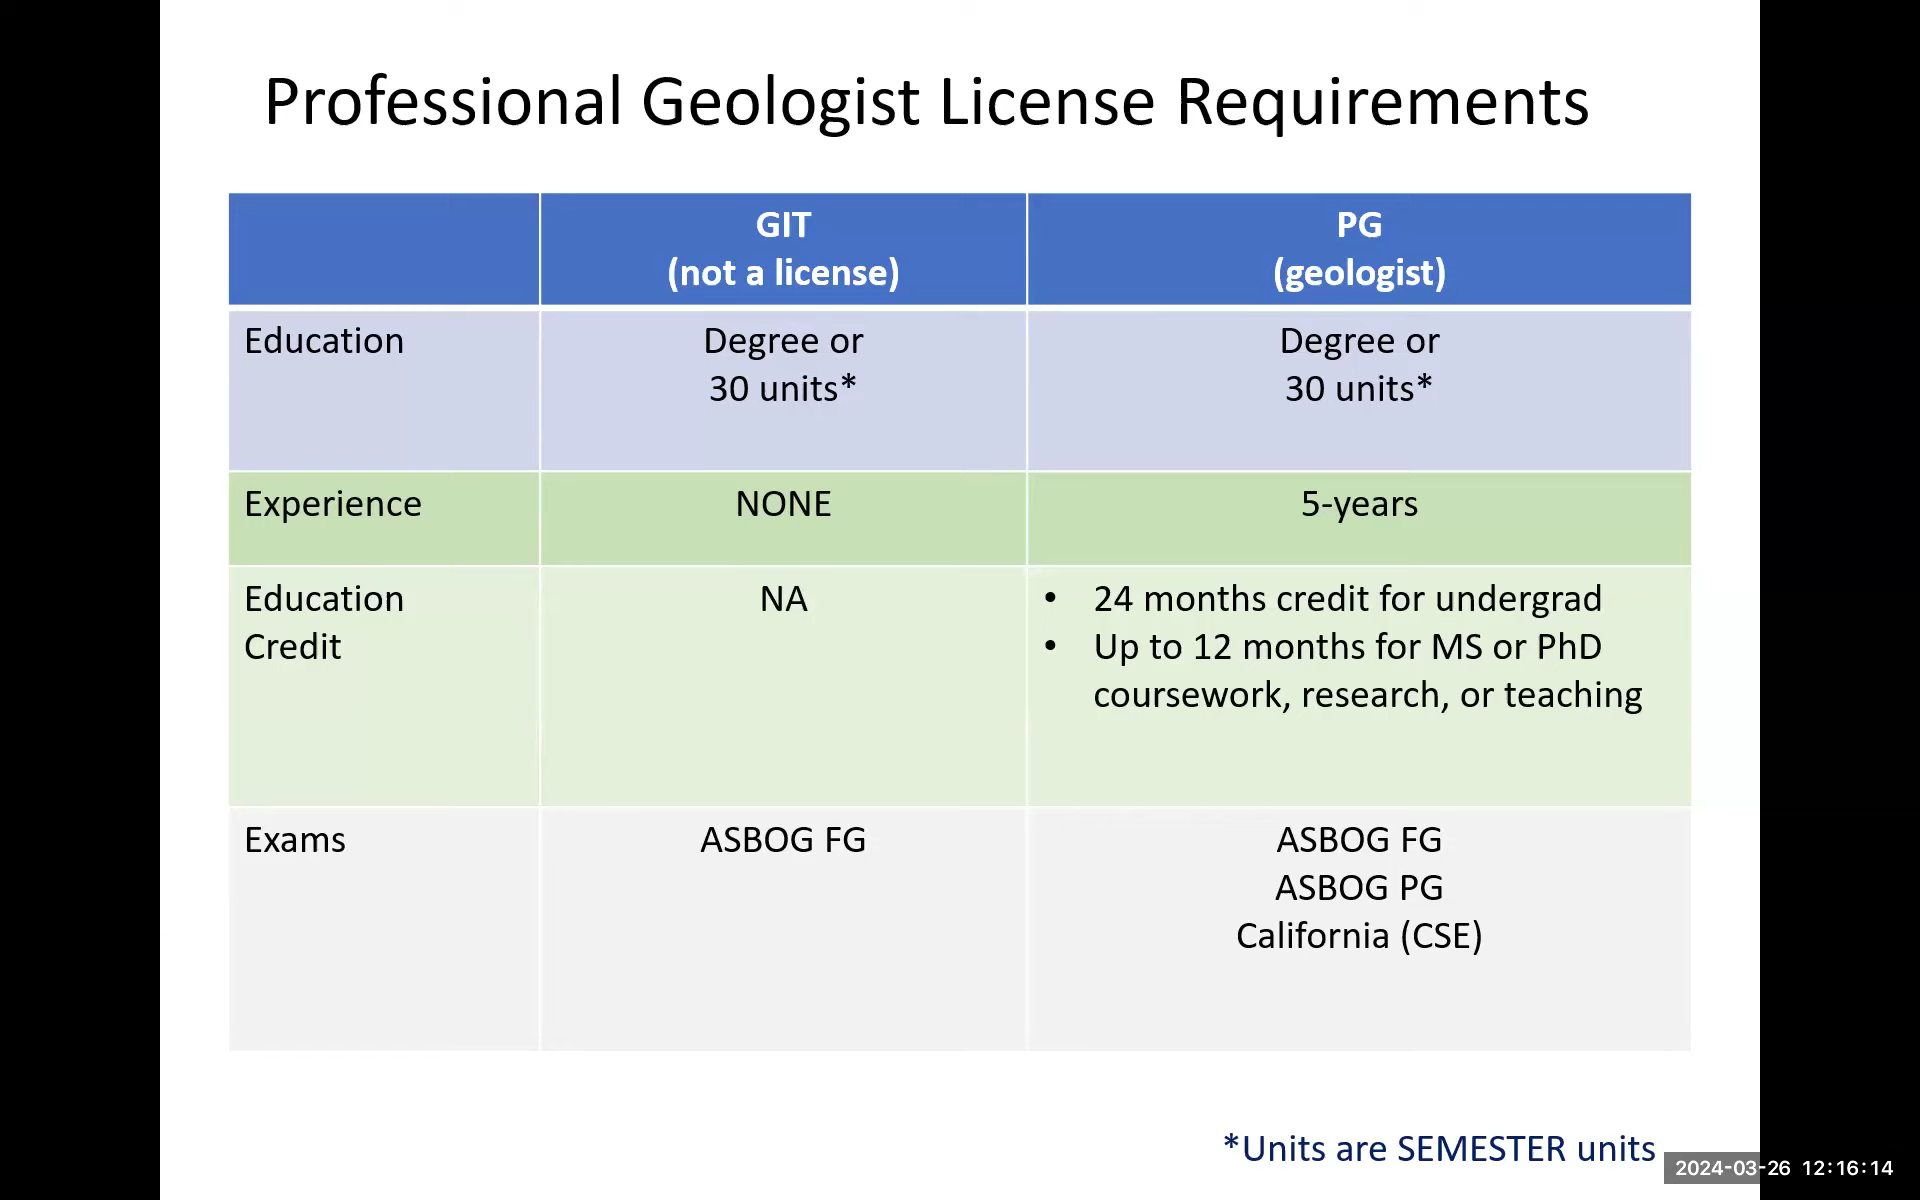 Professional Geologist License Requirements
GIT
(not a license)
PG
(geologist)
Education
Degree or
30 units*
Degree or
30 units*
Experience
NONE
5-years
Education
Credit
NA
• 24 months credit for undergrad
• Up to 12 months for MS or PhD
coursework, research, or teaching
Exams
ASBOG FG
ASBOG FG
ASBOG PG
California (CSE)
*Units are SEMESTER units
2024-03-26 12:16:14